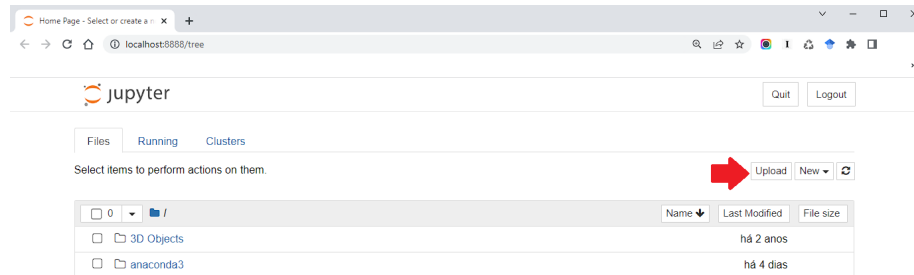 Home Page - Select or create a n
localhost:8888/tree
jupyter
Quit Logout
Files Running Clusters
Select items to perform actions on them.
Upload New
0 / Name Last Modified File size
3D Objects há 2 anos
anaconda3 há 4 dias